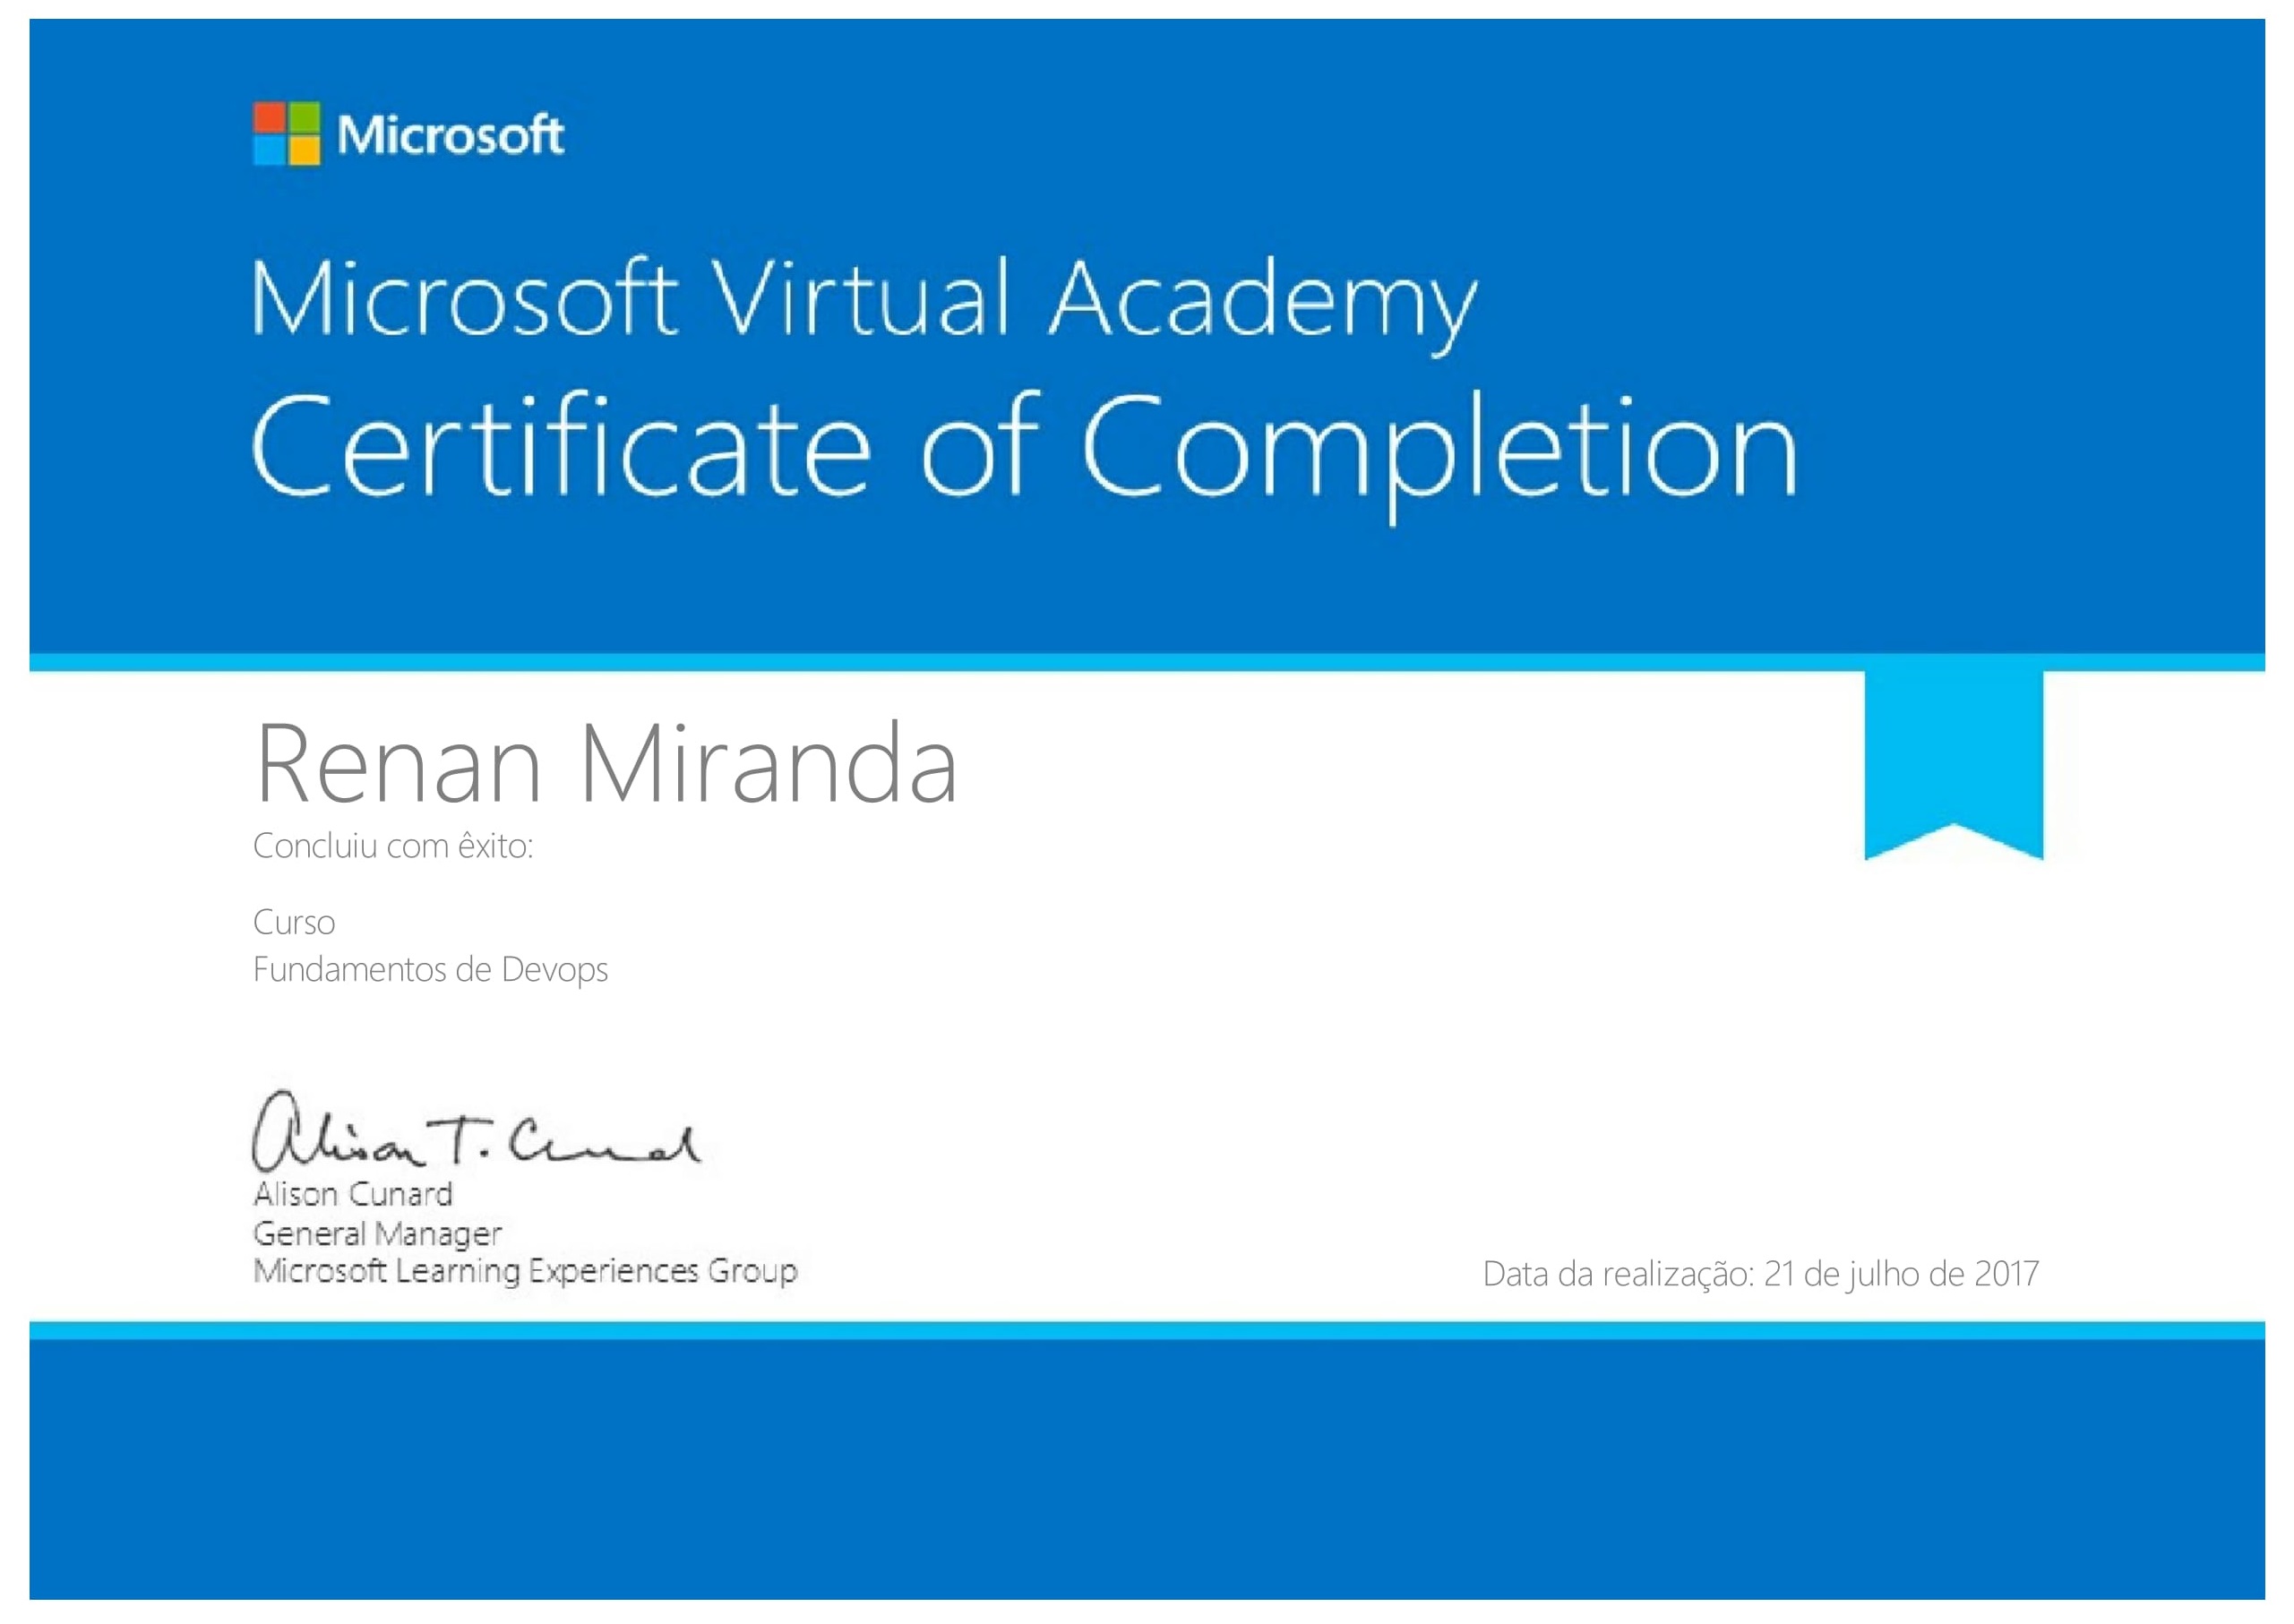 Microsoft
Microsoft Virtual Academy
Certificate of Completion
Renan Miranda
Concluiu com êxito:
Curso
Fundamentos de Devops
Alison T. Cunard
Alison Cunard
General Manager
Microsoft Learning Experiences Group
Data da realização: 21 de julho de 2017